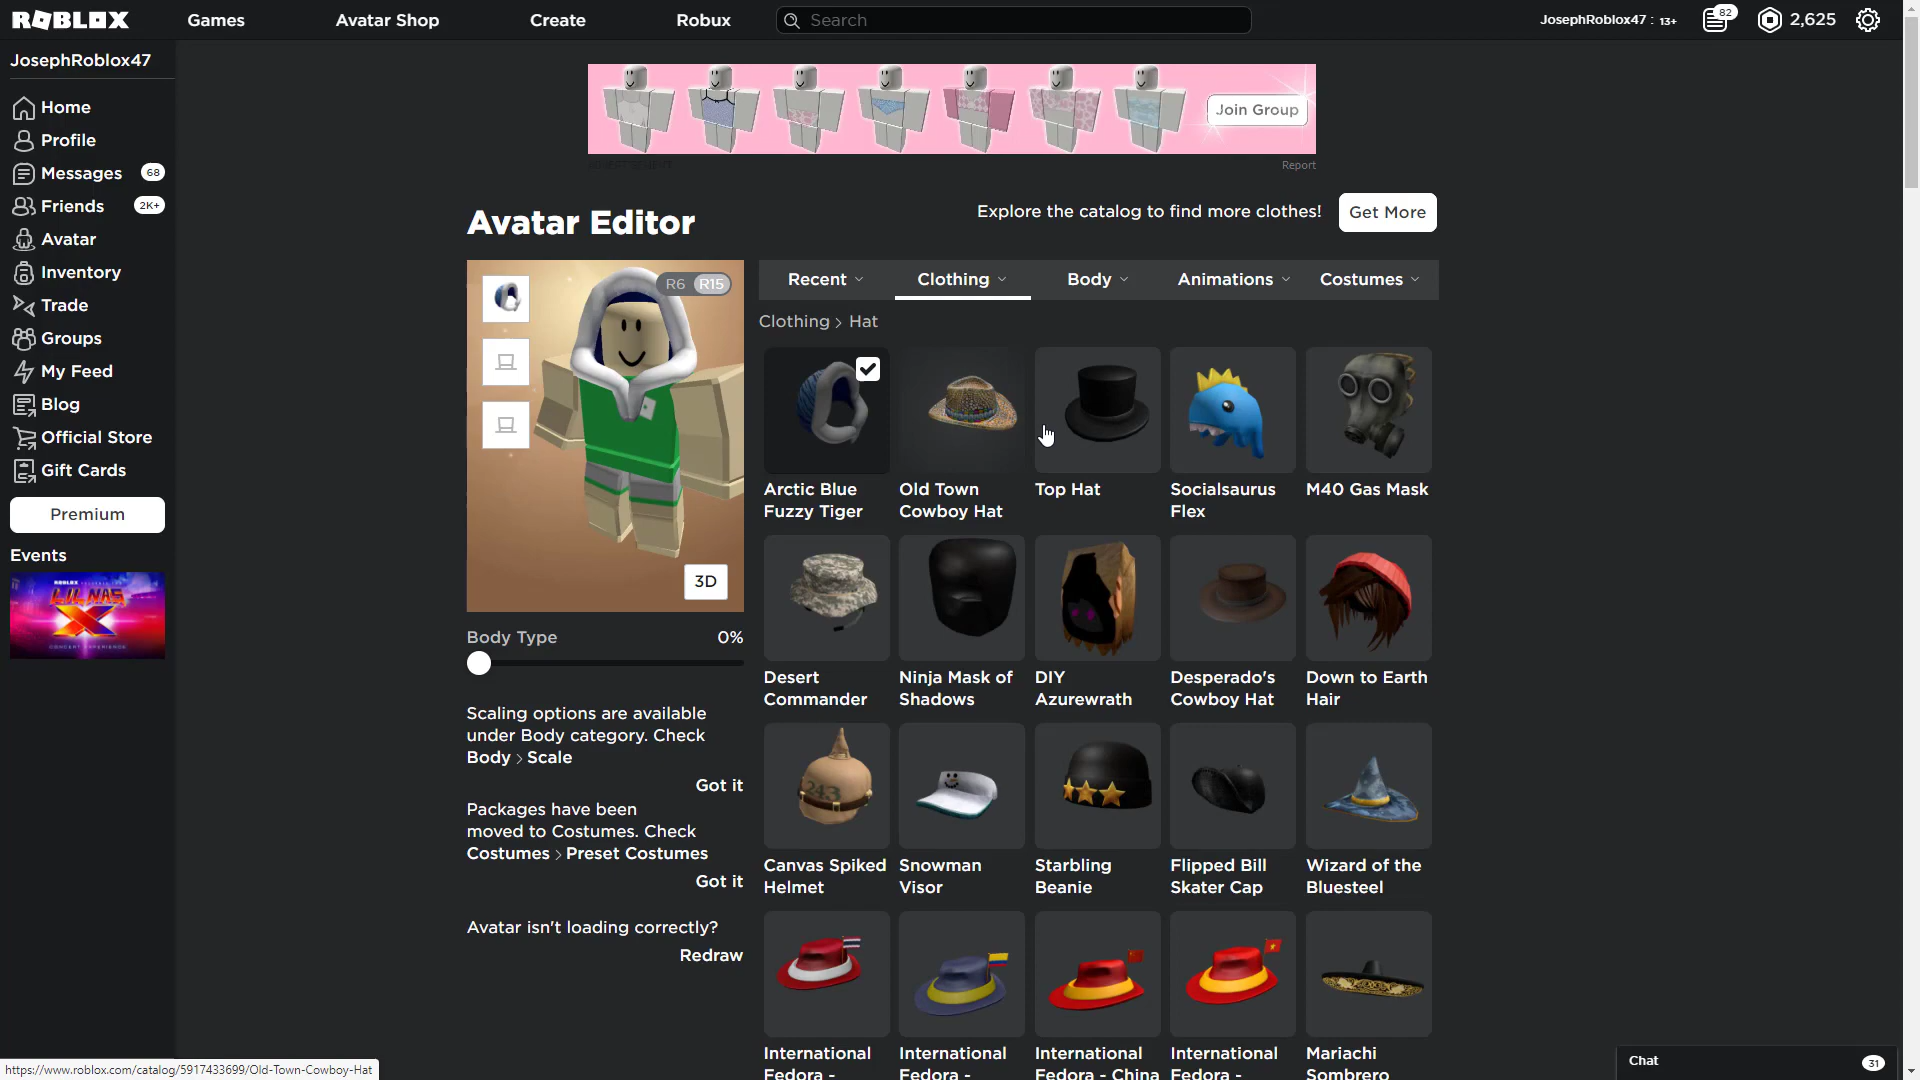 ROBLOX
Games
Avatar Shop
Create
Robux
Search
JosephRoblox47 : 13+
82
2,625
JosephRoblox47
Home
Profile
Messages
68
Friends
2K+
Avatar
Inventory
Trade
Groups
My Feed
Blog
Official Store
Gift Cards
Premium
Events
ROBLOX
LIL NAS
X
CONCERT EXPERIENCE
Join Group
ADVERTISEMENT
Report
Avatar Editor
Explore the catalog to find more clothes!
Get More
R6 R15
3D
Body Type 0%
Scaling options are available
under Body category. Check
Body > Scale
Got it
Packages have been
moved to Costumes. Check
Costumes > Preset Costumes
Got it
Avatar isn't loading correctly?
Redraw
Recent
Clothing
Body
Animations
Costumes
Clothing > Hat
Arctic Blue
Fuzzy Tiger
Old Town
Cowboy Hat
Top Hat
Socialsaurus
Flex
M40 Gas Mask
Desert
Commander
Ninja Mask of
Shadows
DIY
Azurewrath
Desperado's
Cowboy Hat
Down to Earth
Hair
243
Canvas Spiked
Helmet
Snowman
Visor
Starbling
Beanie
Flipped Bill
Skater Cap
Wizard of the
Bluesteel
International
Fedora -
International
Fedora -
International
Fedora - China
International
Fedora -
Mariachi
Sombrero
https://www.roblox.com/catalog/5917433699/Old-Town-Cowboy-Hat
Chat
31